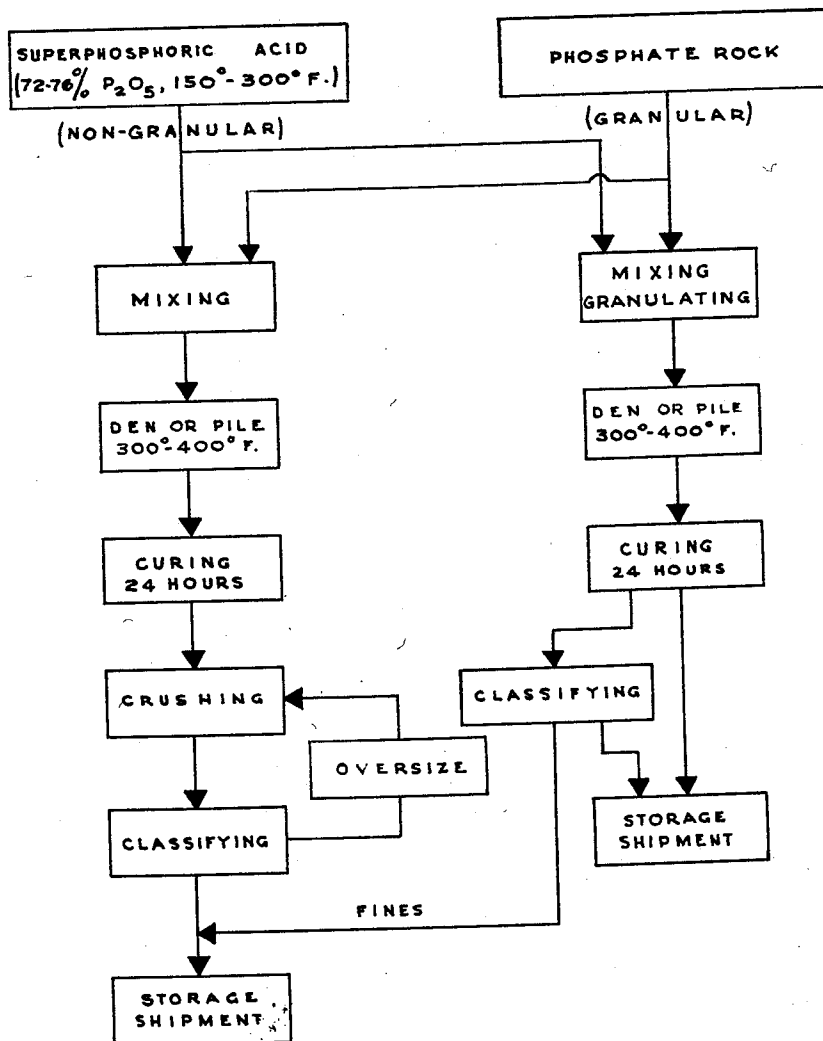 SUPERPHOSPHORIC ACID
(72-76% P₂O₅, 150°-300° F.)
PHOSPHATE ROCK
(NON-GRANULAR)
(GRANULAR)
MIXING
MIXING
GRANULATING
DEN OR PILE
300°-400° F.
DEN OR PILE
300°-400° F.
CURING
24 HOURS
CURING
24 HOURS
CRUSHING
CLASSIFYING
OVERSIZE
CLASSIFYING
STORAGE
SHIPMENT
FINES
STORAGE
SHIPMENT